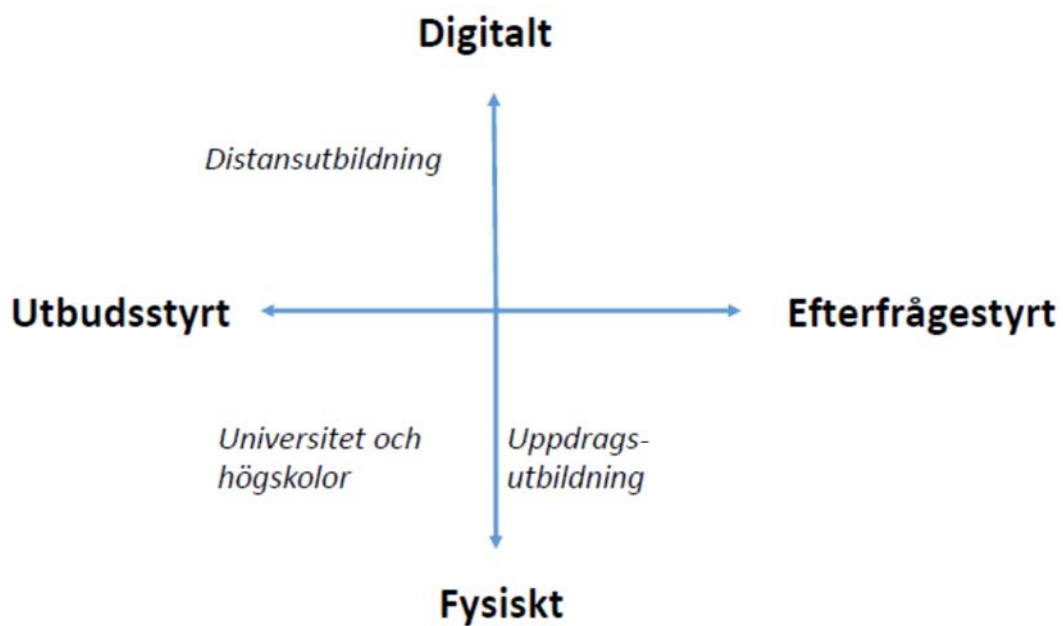 Digitalt
Distansutbildning
Utbudsstyrt
Efterfrågestyrt
Universitet och
högskolor
Uppdrags-
utbildning
Fysiskt